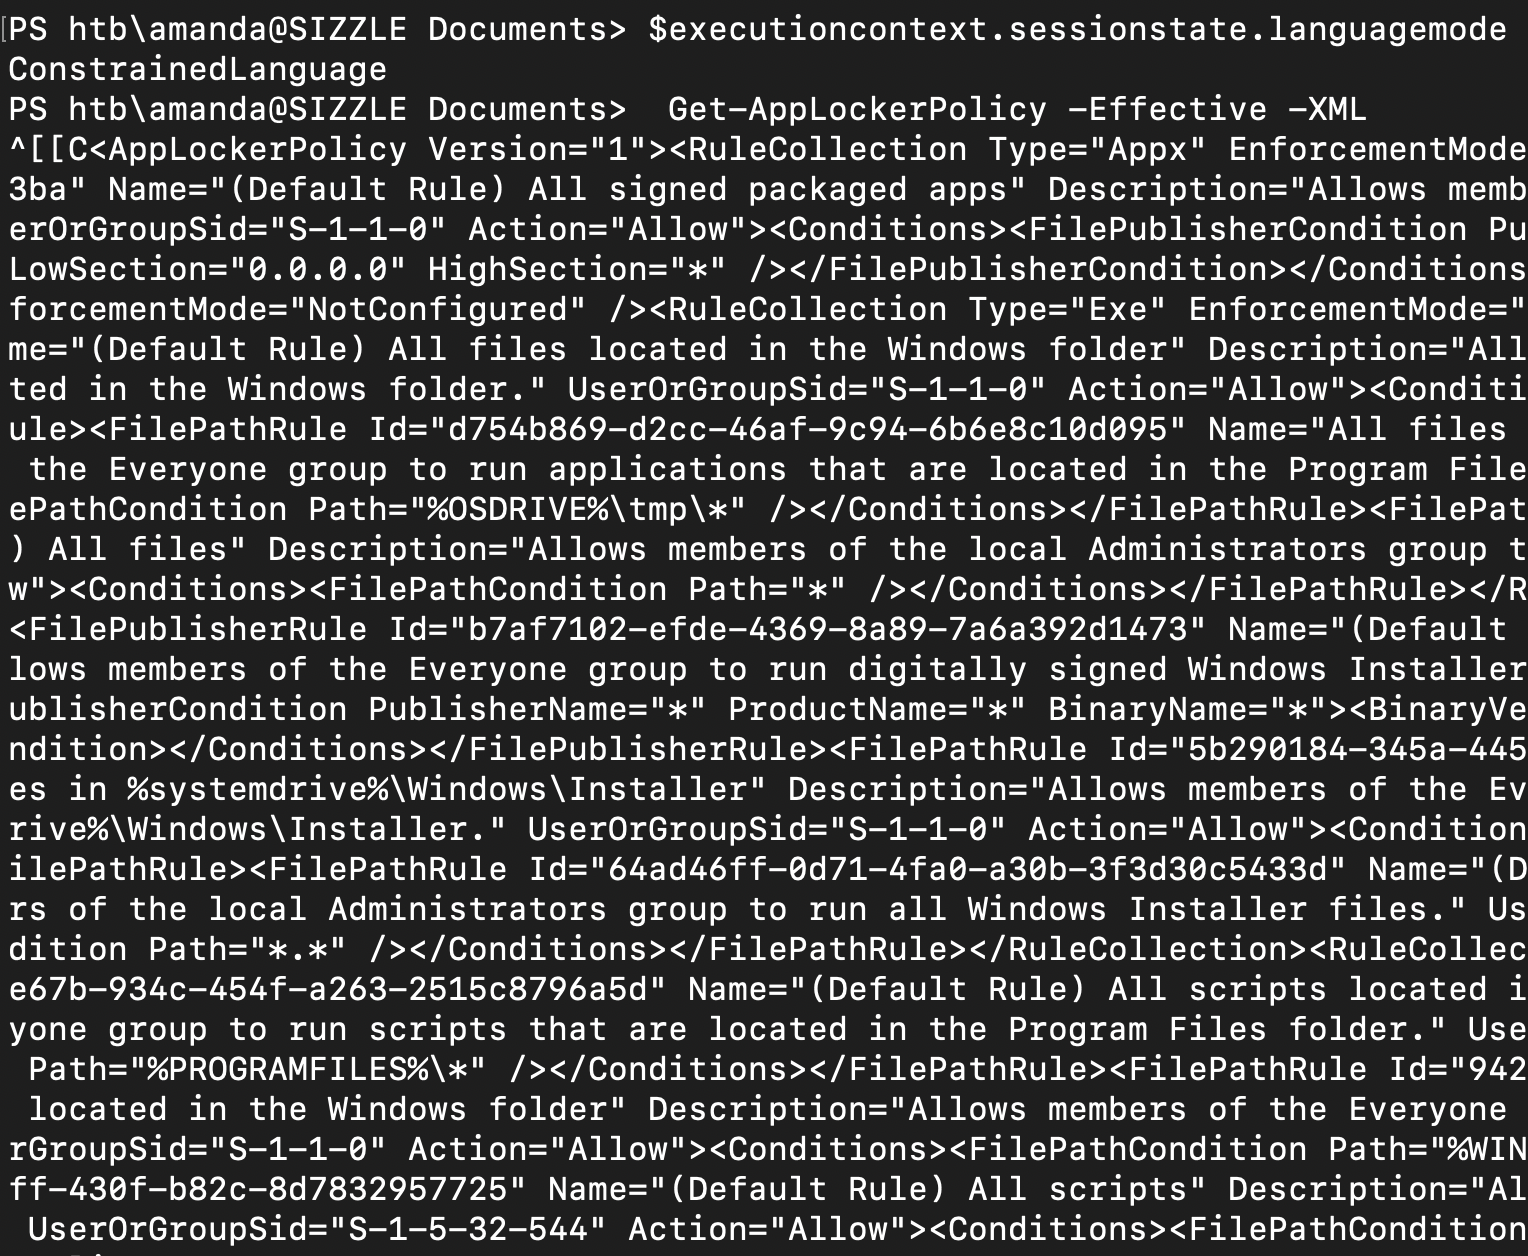 [PS htb\amanda@SIZZLE Documents> $executioncontext.sessionstate.languagemode
ConstrainedLanguage
PS htb\amanda@SIZZLE Documents>  Get-AppLockerPolicy -Effective -XML
^[[C<AppLockerPolicy Version="1"><RuleCollection Type="Appx" EnforcementMode
3ba" Name="(Default Rule) All signed packaged apps" Description="Allows memb
erOrGroupSid="S-1-1-0" Action="Allow"><Conditions><FilePublisherCondition Pu
LowSection="0.0.0.0" HighSection="*" /></FilePublisherCondition></Conditions
forcementMode="NotConfigured" /><RuleCollection Type="Exe" EnforcementMode="
me="(Default Rule) All files located in the Windows folder" Description="All
ted in the Windows folder." UserOrGroupSid="S-1-1-0" Action="Allow"><Conditi
ule><FilePathRule Id="d754b869-d2cc-46af-9c94-6b6e8c10d095" Name="All files
 the Everyone group to run applications that are located in the Program File
ePathCondition Path="%OSDRIVE%\tmp\*" /></Conditions></FilePathRule><FilePat
) All files" Description="Allows members of the local Administrators group t
w"><Conditions><FilePathCondition Path="*" /></Conditions></FilePathRule></R
<FilePublisherRule Id="b7af7102-efde-4369-8a89-7a6a392d1473" Name="(Default
lows members of the Everyone group to run digitally signed Windows Installer
ublisherCondition PublisherName="*" ProductName="*" BinaryName="*"><BinaryVe
ndition></Conditions></FilePublisherRule><FilePathRule Id="5b290184-345a-445
es in %systemdrive%\Windows\Installer" Description="Allows members of the Ev
rive%\Windows\Installer." UserOrGroupSid="S-1-1-0" Action="Allow"><Condition
ilePathRule><FilePathRule Id="64ad46ff-0d71-4fa0-a30b-3f3d30c5433d" Name="(D
rs of the local Administrators group to run all Windows Installer files." Us
dition Path="*.*" /></Conditions></FilePathRule></RuleCollection><RuleCollec
e67b-934c-454f-a263-2515c8796a5d" Name="(Default Rule) All scripts located i
yone group to run scripts that are located in the Program Files folder." Use
 Path="%PROGRAMFILES%\*" /></Conditions></FilePathRule><FilePathRule Id="942
 located in the Windows folder" Description="Allows members of the Everyone
rGroupSid="S-1-1-0" Action="Allow"><Conditions><FilePathCondition Path="%WIN
ff-430f-b82c-8d7832957725" Name="(Default Rule) All scripts" Description="Al
 UserOrGroupSid="S-1-5-32-544" Action="Allow"><Conditions><FilePathCondition